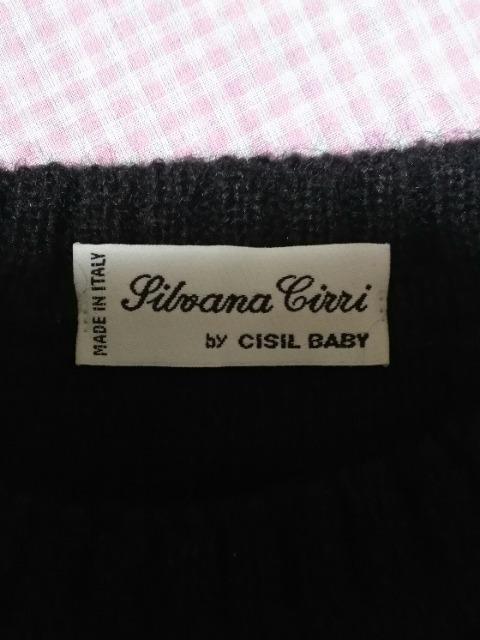 MADE IN ITALY
Silvana Cirri
by CISIL BABY